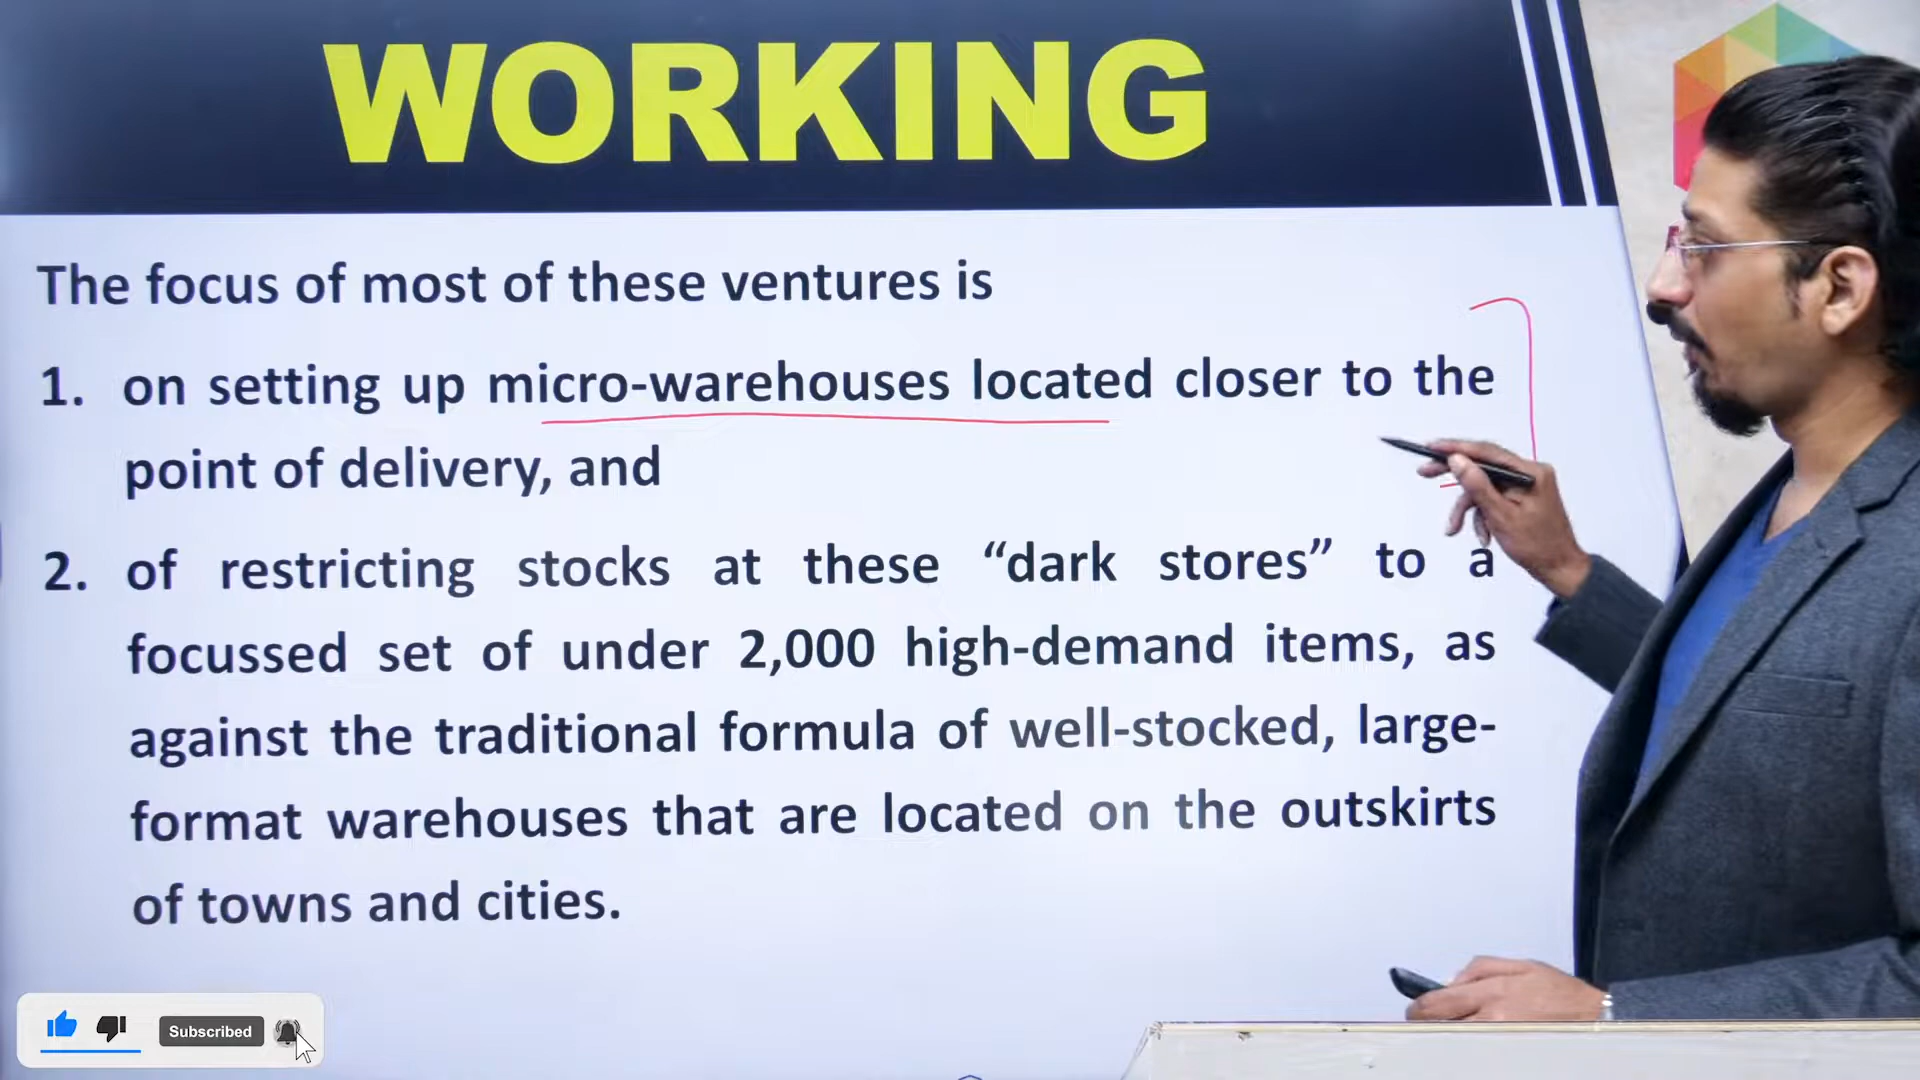 WORKING
The focus of most of these ventures is
1. on setting up micro-warehouses located closer to the
point of delivery, and
2. of restricting stocks at these “dark stores” to a
focussed set of under 2,000 high-demand items, as
against the traditional formula of well-stocked, large-
format warehouses that are located on the outskirts
of towns and cities.
Subscribed